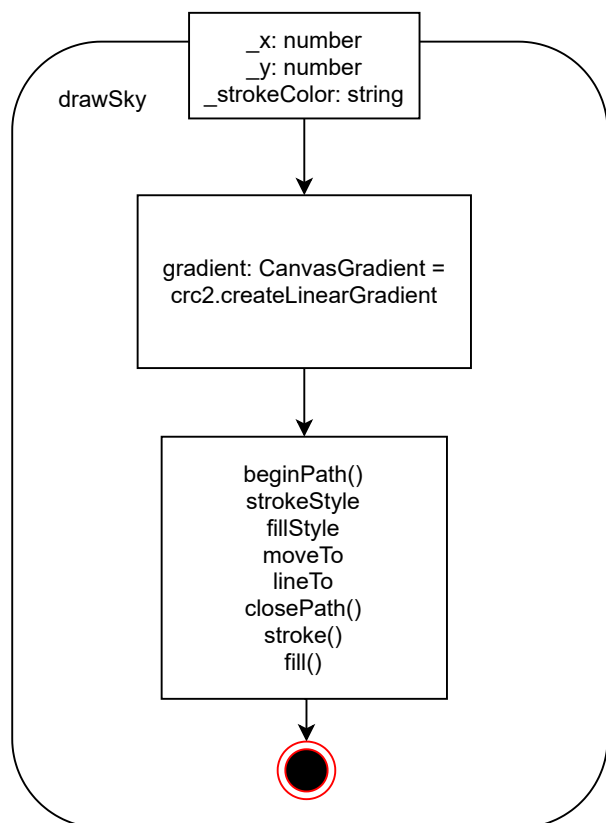 _x: number
_y: number
_strokeColor: string
drawSky
gradient: CanvasGradient =
crc2.createLinearGradient
beginPath()
strokeStyle
fillStyle
moveTo
lineTo
closePath()
stroke()
fill()